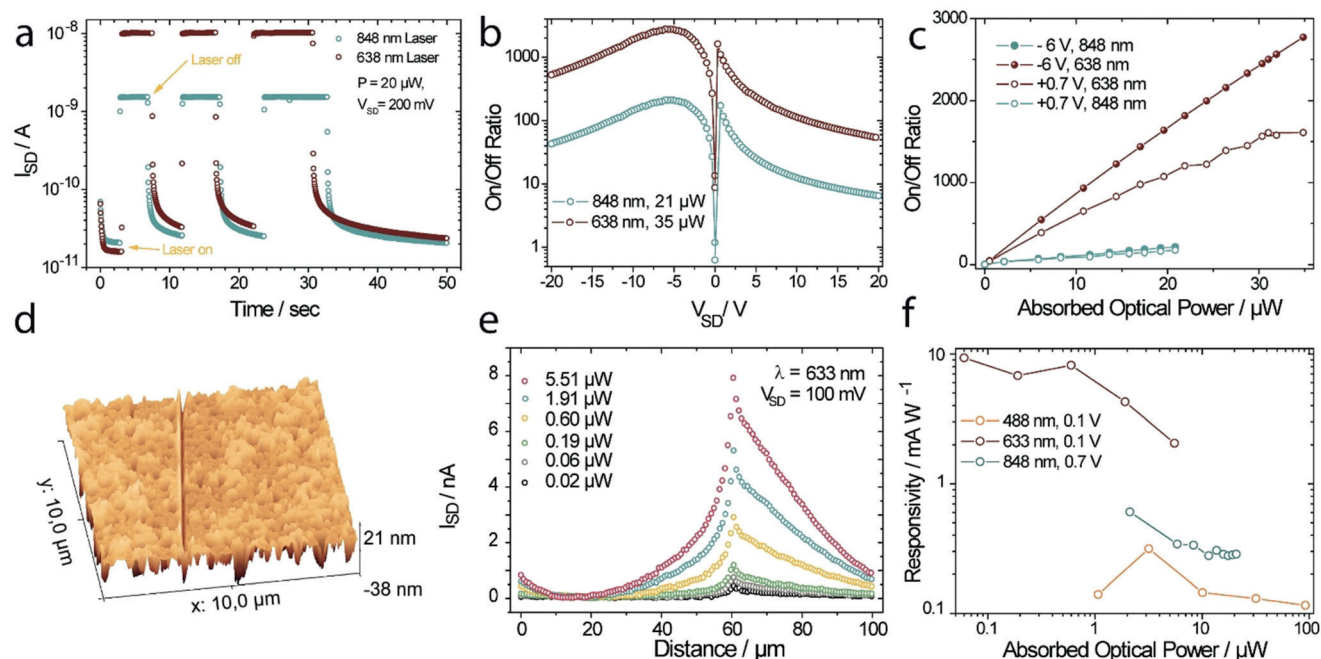 a
I_SD / A
10^-8
10^-9
10^-10
10^-11
848 nm Laser
638 nm Laser
P = 20 µW,
V_SD = 200 mV
Laser off
Laser on
0 10 20 30 40 50
Time / sec
b
On/Off Ratio
1000
100
10
1
848 nm, 21 µW
638 nm, 35 µW
-20 -15 -10 -5 0 5 10 15 20
V_SD / V
c
On/Off Ratio
3000
2000
1000
0
- 6 V, 848 nm
-6 V, 638 nm
+0.7 V, 638 nm
+0.7 V, 848 nm
0 10 20 30
Absorbed Optical Power / µW
d
y: 10,0 µm
x: 10,0 µm
21 nm
-38 nm
e
I_SD / nA
8
6
4
2
0
5.51 µW
1.91 µW
0.60 µW
0.19 µW
0.06 µW
0.02 µW
λ = 633 nm
V_SD = 100 mV
0 20 40 60 80 100
Distance / µm
f
Responsivity / mA W^-1
10
1
0.1
488 nm, 0.1 V
633 nm, 0.1 V
848 nm, 0.7 V
0.1 1 10 100
Absorbed Optical Power / µW